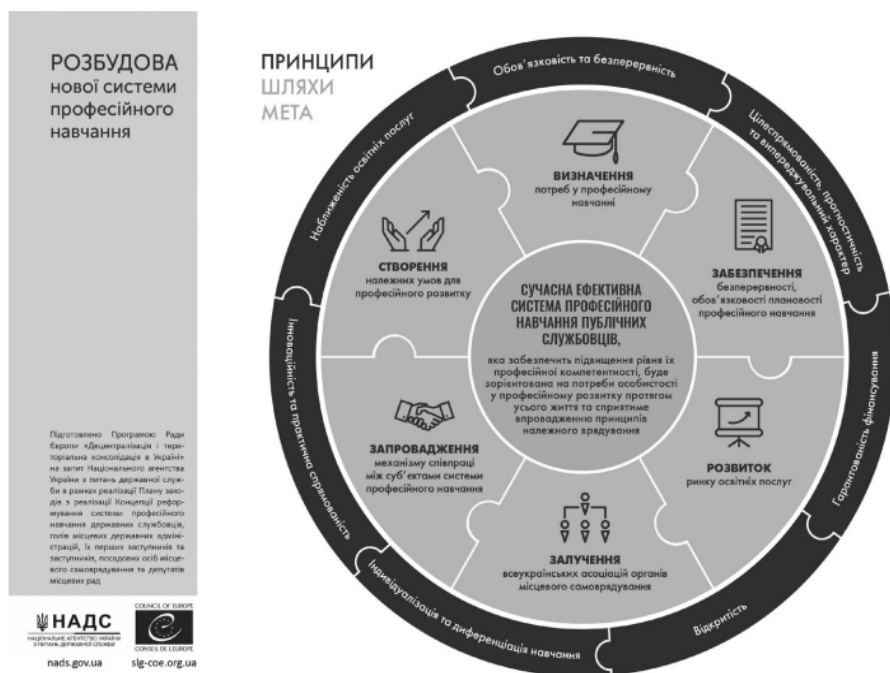 РОЗБУДОВА
нової системи
професійного
навчання
ПРИНЦИПИ
ШЛЯХИ
МЕТА
Обов’язковість та безперервність
Цілеспрямованість, прогностичність
та випереджувальний характер
Гарантованість фінансування
Відкритість
Індивідуалізація та диференціація навчання
Інноваційність та практична спрямованість
Наближеність освітніх послуг
ВИЗНАЧЕННЯ
потреб у професійному
навчанні
ЗАБЕЗПЕЧЕННЯ
безперервності,
обов’язковості плановості
професійного навчання
РОЗВИТОК
ринку освітніх послуг
ЗАЛУЧЕННЯ
всеукраїнських асоціацій органів
місцевого самоврядування
ЗАПРОВАДЖЕННЯ
механізму співпраці
між суб’єктами системи
професійного навчання
СТВОРЕННЯ
належних умов для
професійного розвитку
СУЧАСНА ЕФЕКТИВНА
СИСТЕМА ПРОФЕСІЙНОГО
НАВЧАННЯ ПУБЛІЧНИХ
СЛУЖБОВЦІВ,
яка забезпечить підвищення рівня їх
професійної компетентності, буде
зорієнтована на потреби особистості
у професійному розвитку протягом
усього життя та сприятиме
впровадженню принципів
належного врядування
Підготовлено Програмою Ради
Європи «Децентралізація і тери-
торіальна консолідація в Україні»
на запит Національного агентства
України з питань державної служ-
би в рамках реалізації Плану захо-
дів з реалізації Концепції рефор-
мування системи професійного
навчання державних службовців,
голів місцевих державних адміні-
страцій, їх перших заступників та
заступників, посадових осіб місце-
вого самоврядування та депутатів
місцевих рад
НАДС
НАЦІОНАЛЬНЕ АГЕНТСТВО УКРАЇНИ
З ПИТАНЬ ДЕРЖАВНОЇ СЛУЖБИ
nads.gov.ua
COUNCIL OF EUROPE
CONSEIL DE L'EUROPE
slg-coe.org.ua